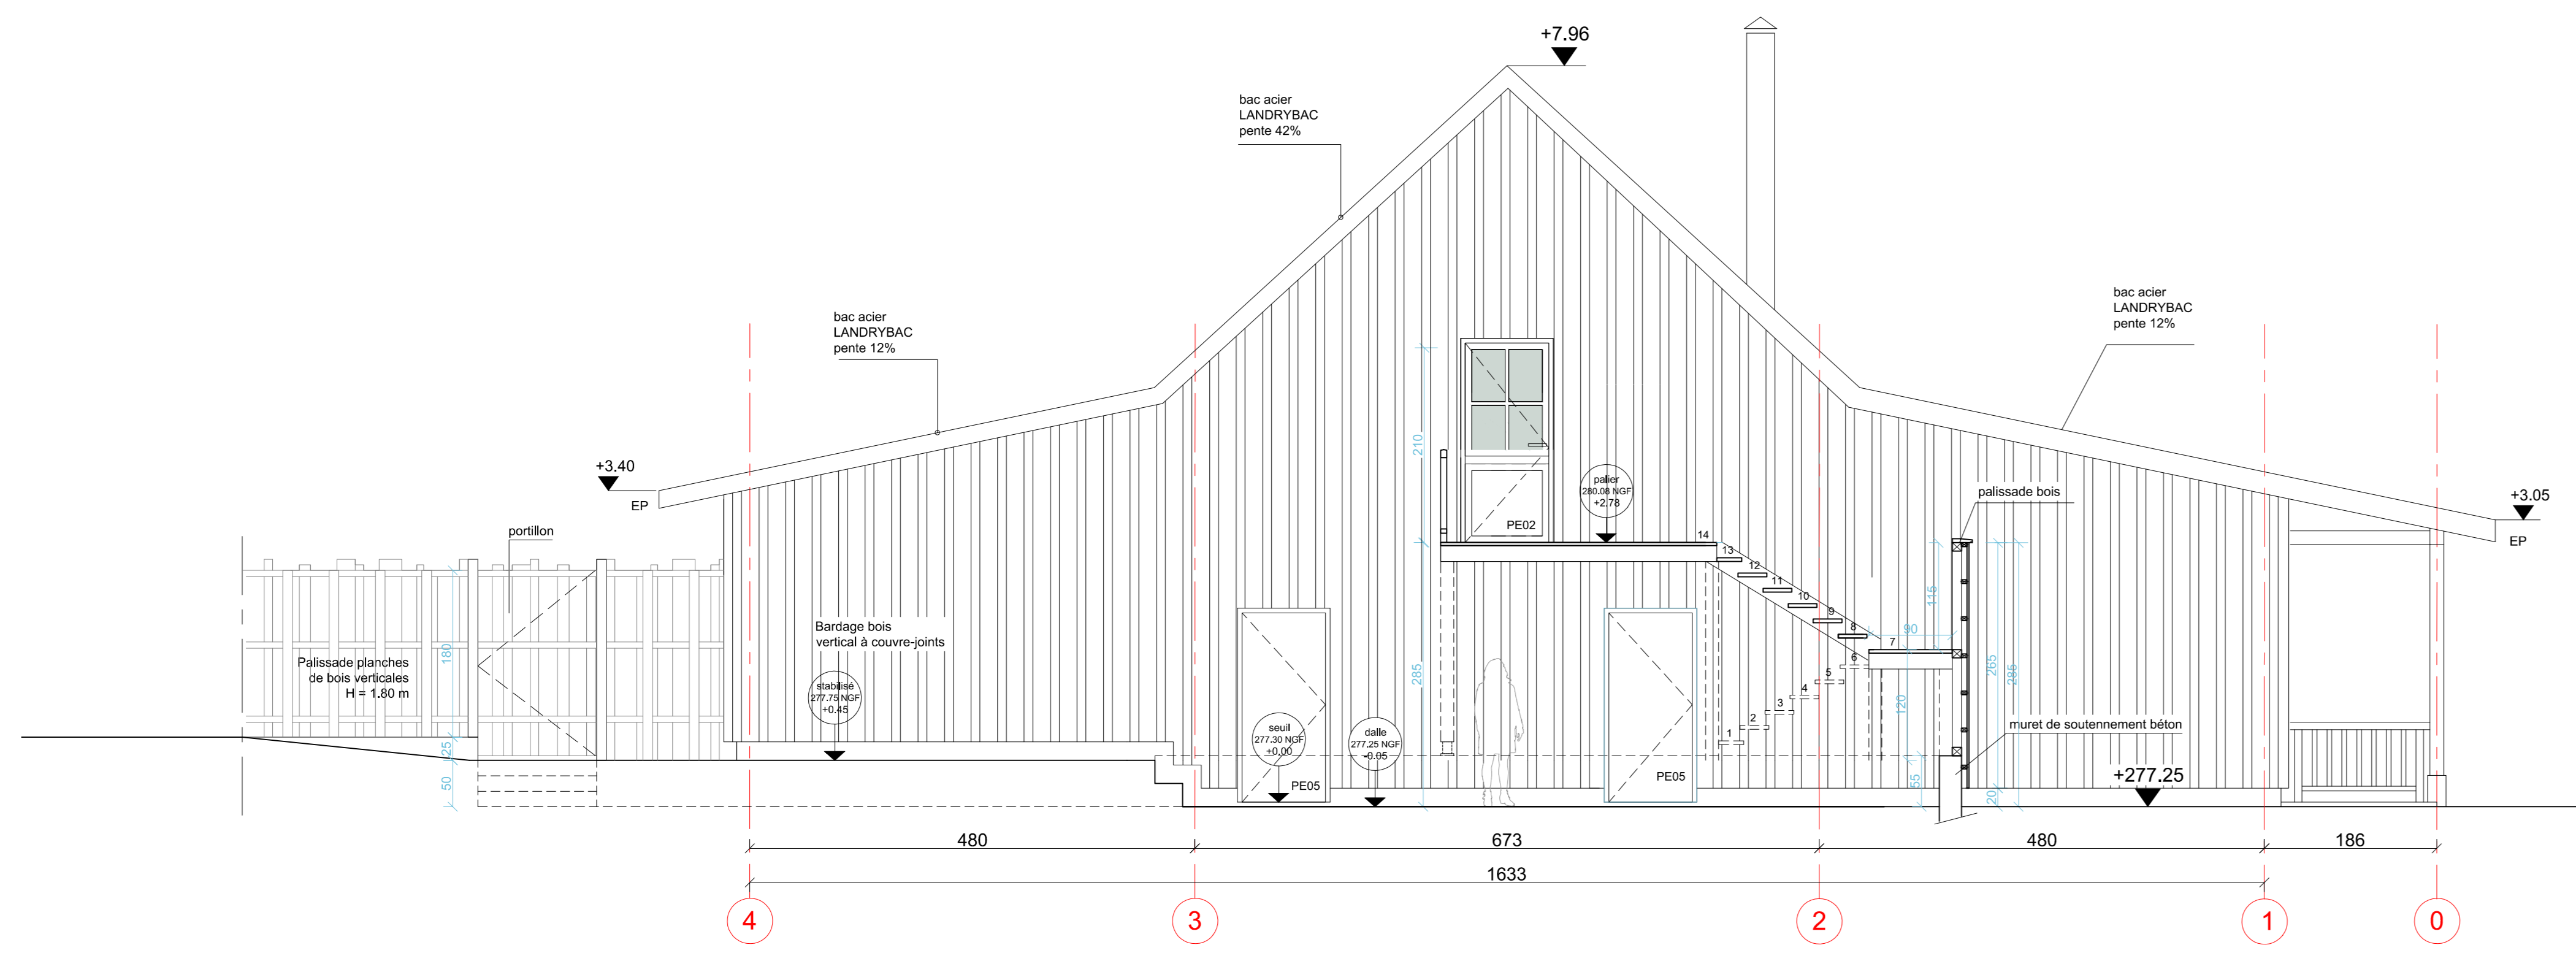 +7.96
bac acier
LANDRYBAC
pente 42%
bac acier
LANDRYBAC
pente 12%
bac acier
LANDRYBAC
pente 12%
+3.40
EP
+3.05
EP
portillon
palissade bois
210
palier
280.08 NGF
+2.78
PE02
14
13
12
11
10
9
8
7
6
5
4
3
2
1
90
115
265
285
120
55
20
285
180
25
50
Palissade planches
de bois verticales
H = 1.80 m
Bardage bois
vertical à couvre-joints
stabilisé
277.75 NGF
+0.45
seuil
277.30 NGF
+0.00
PE05
dalle
277.25 NGF
-0.05
PE05
muret de soutennement béton
+277.25
480
673
480
186
1633
4
3
2
1
0